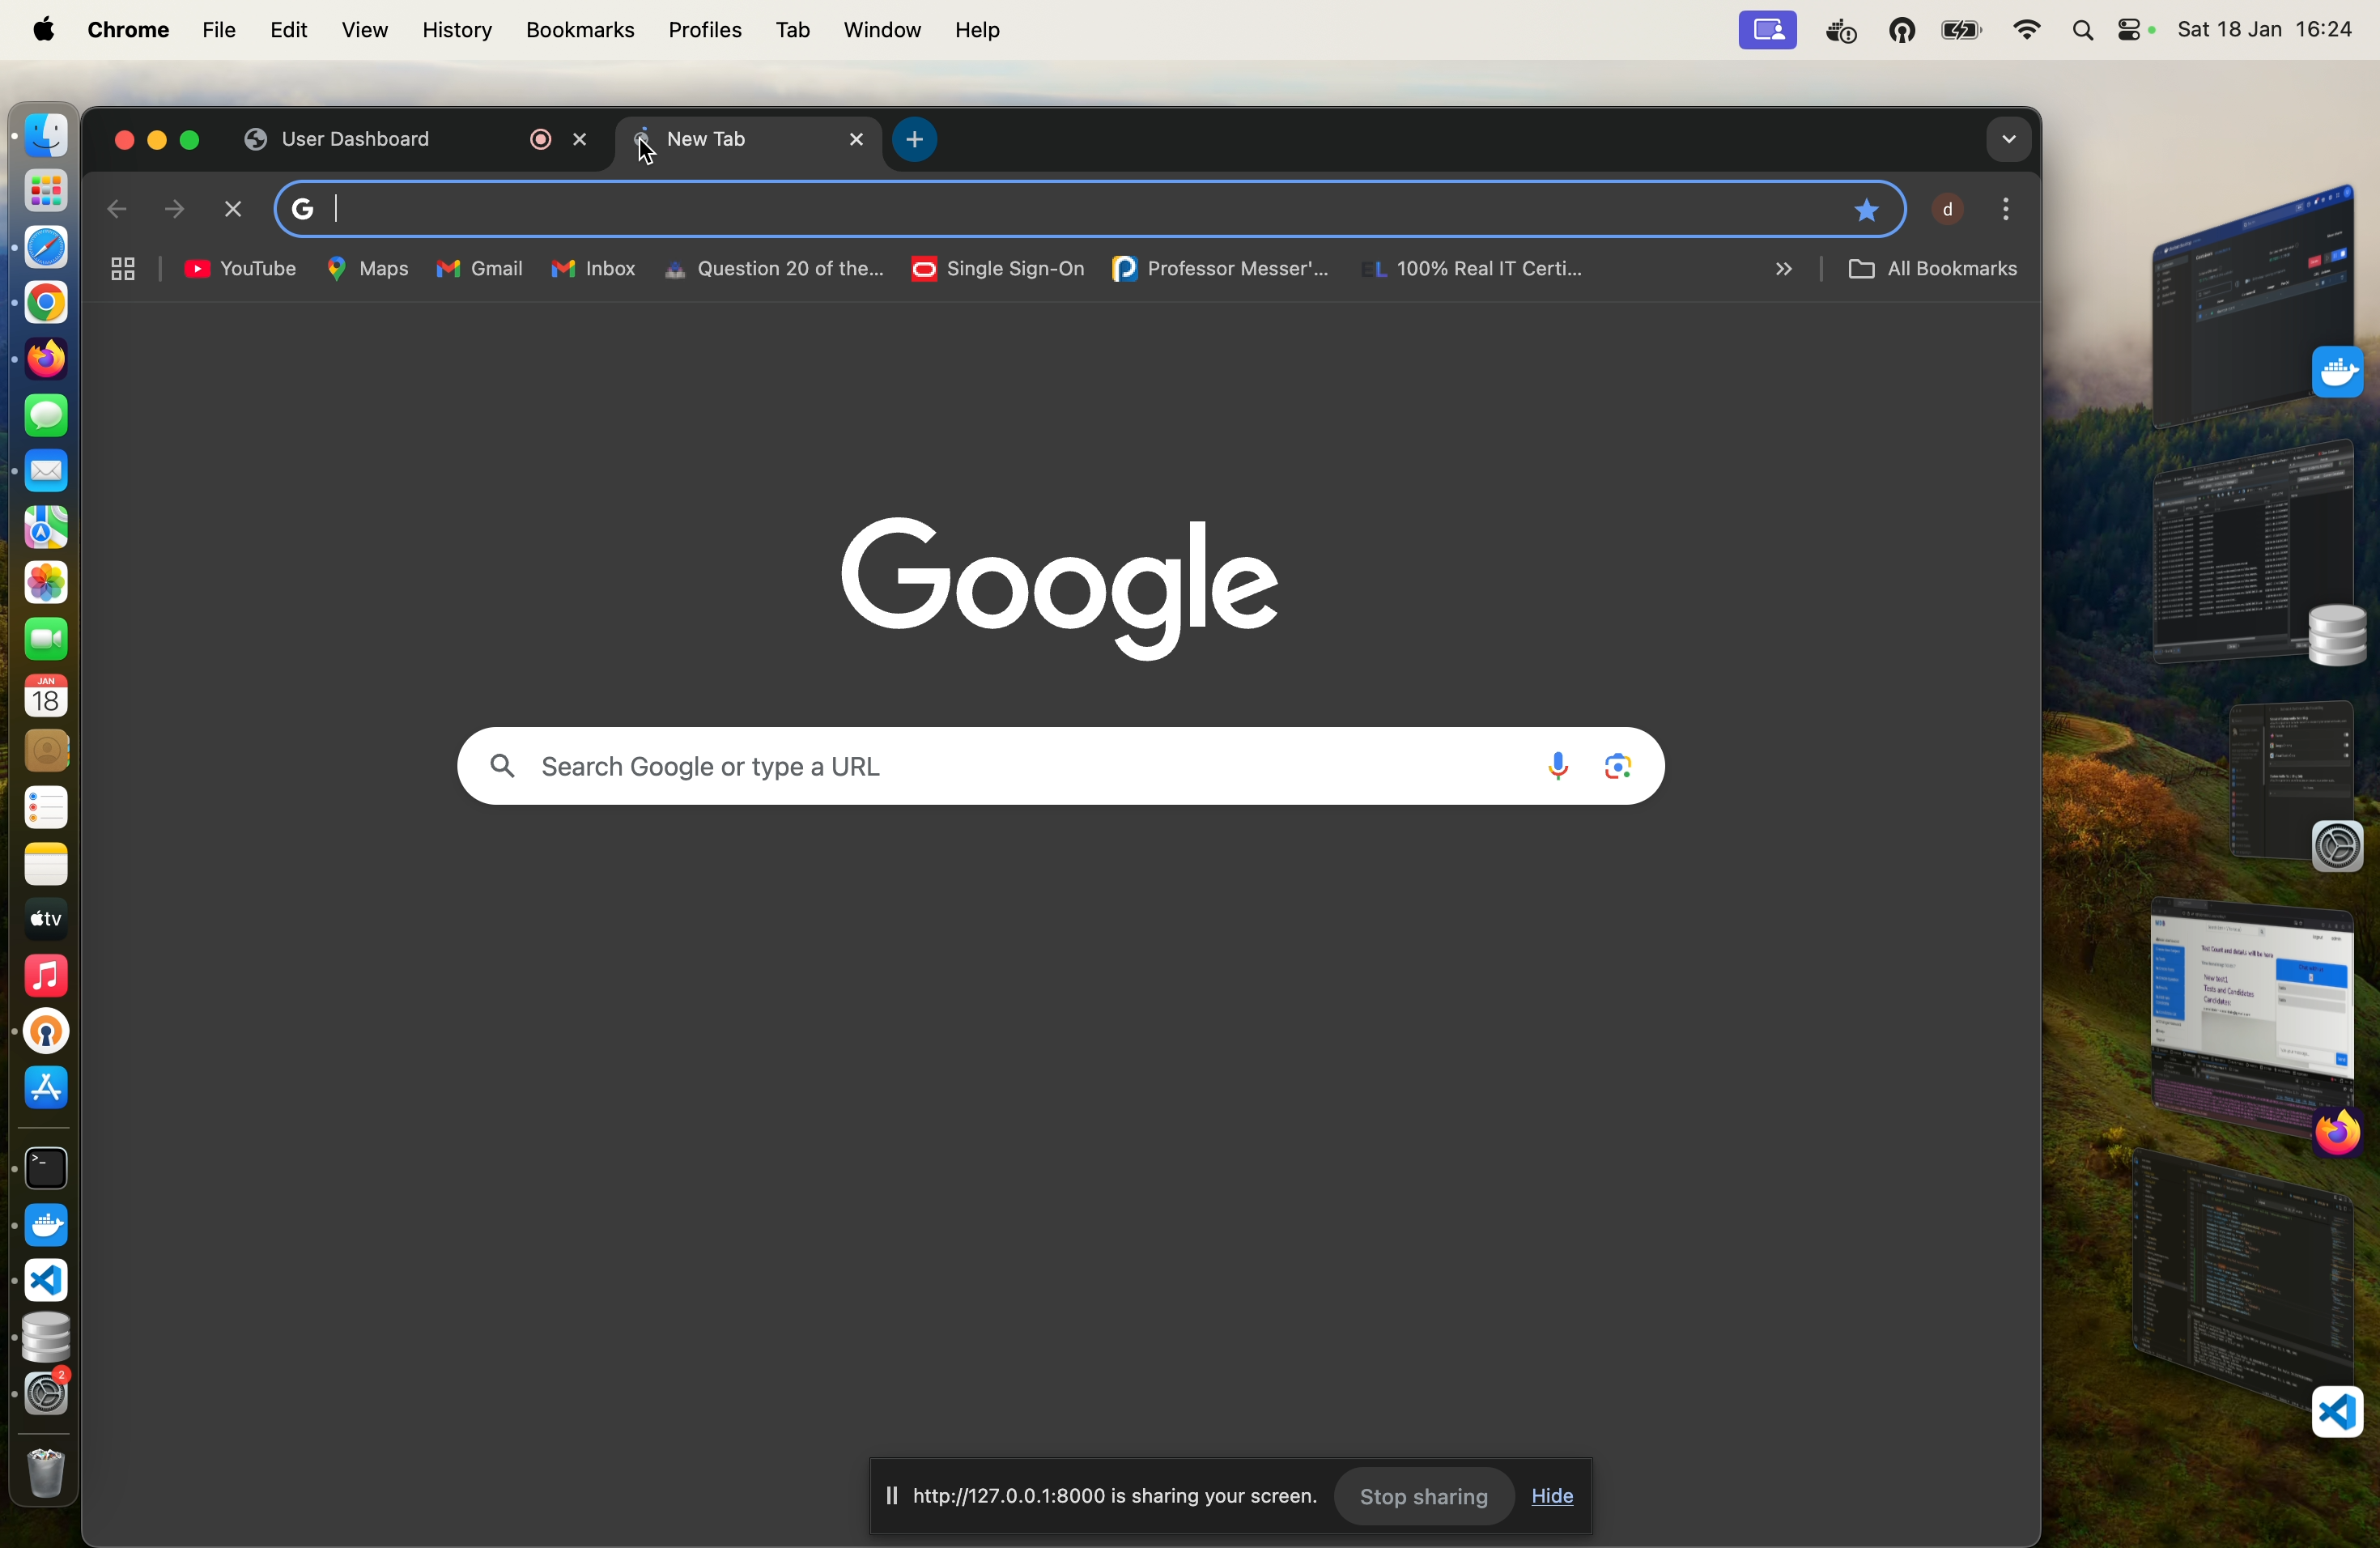 Chrome File Edit View History Bookmarks Profiles Tab Window Help Sat 18 Jan 16:24
User Dashboard New Tab
G d
YouTube Maps Gmail Inbox Question 20 of the... Single Sign-On Professor Messer'... EL 100% Real IT Certi... All Bookmarks
Google
Search Google or type a URL
JAN
18
tv
>_
2
http://127.0.0.1:8000 is sharing your screen. Stop sharing Hide